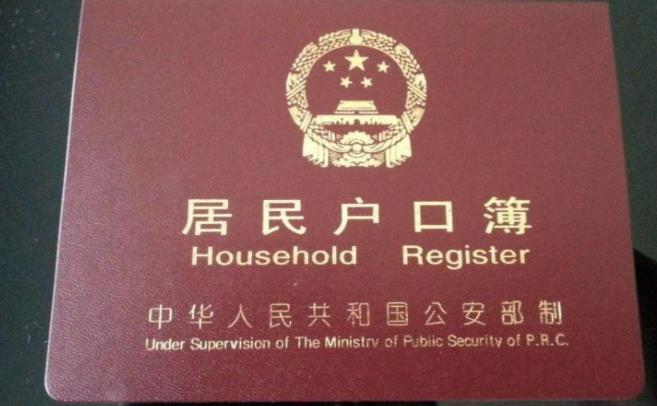 居民户口簿
Household Register
中华人民共和国公安部制
Under Supervision of The Ministry of Public Security of P.R.C.